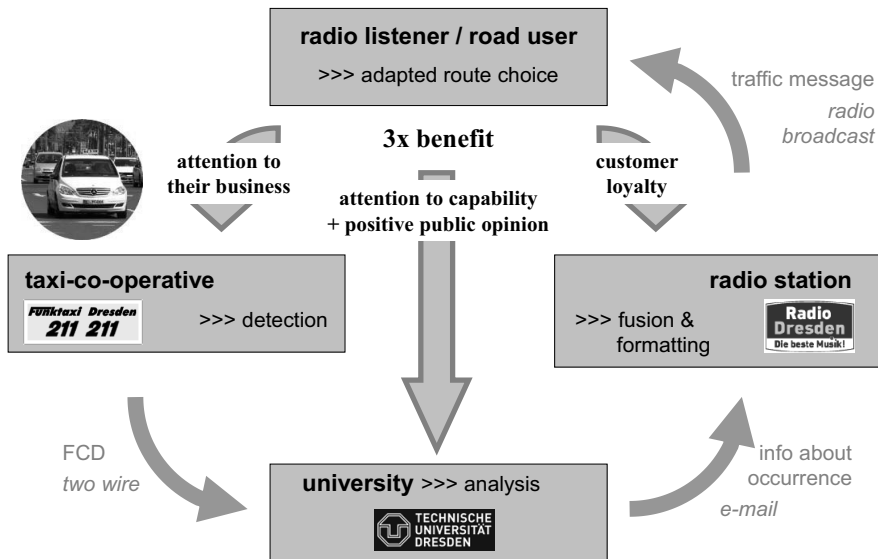 radio listener / road user
>>> adapted route choice
traffic message
radio
broadcast
3x benefit
attention to
their business
customer
loyalty
attention to capability
+ positive public opinion
taxi-co-operative
Funktaxi Dresden
211 211
>>> detection
radio station
>>> fusion &
formatting
Radio
Dresden
Die beste Musik!
FCD
two wire
info about
occurrence
e-mail
university >>> analysis
TECHNISCHE
UNIVERSITÄT
DRESDEN